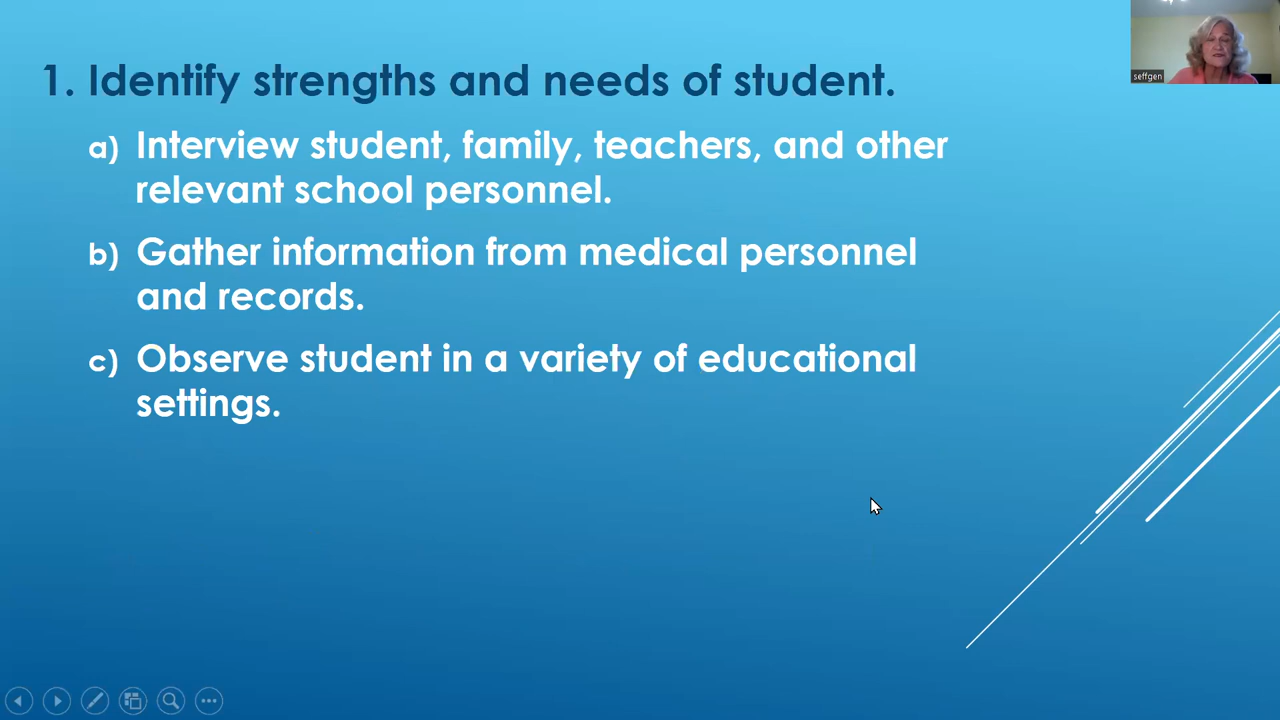 1. Identify strengths and needs of student.
a) Interview student, family, teachers, and other
relevant school personnel.
b) Gather information from medical personnel
and records.
c) Observe student in a variety of educational
settings.
seffgen